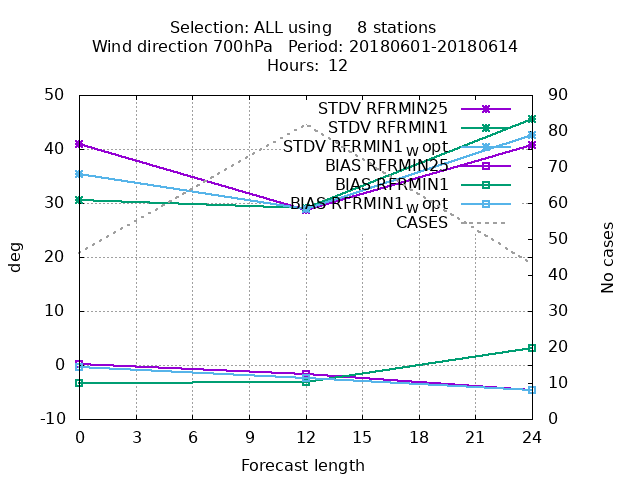 Selection: ALL using 8 stations
Wind direction 700hPa Period: 20180601-20180614
Hours: 12
50
40
30
20
10
0
-10
deg
90
80
70
60
50
40
30
20
10
0
No cases
STDV RFRMIN25
STDV RFRMIN1
STDV RFRMIN1_W opt
BIAS RFRMIN25
BIAS RFRMIN1
BIAS RFRMIN1_W opt
CASES
0 3 6 9 12 15 18 21 24
Forecast length